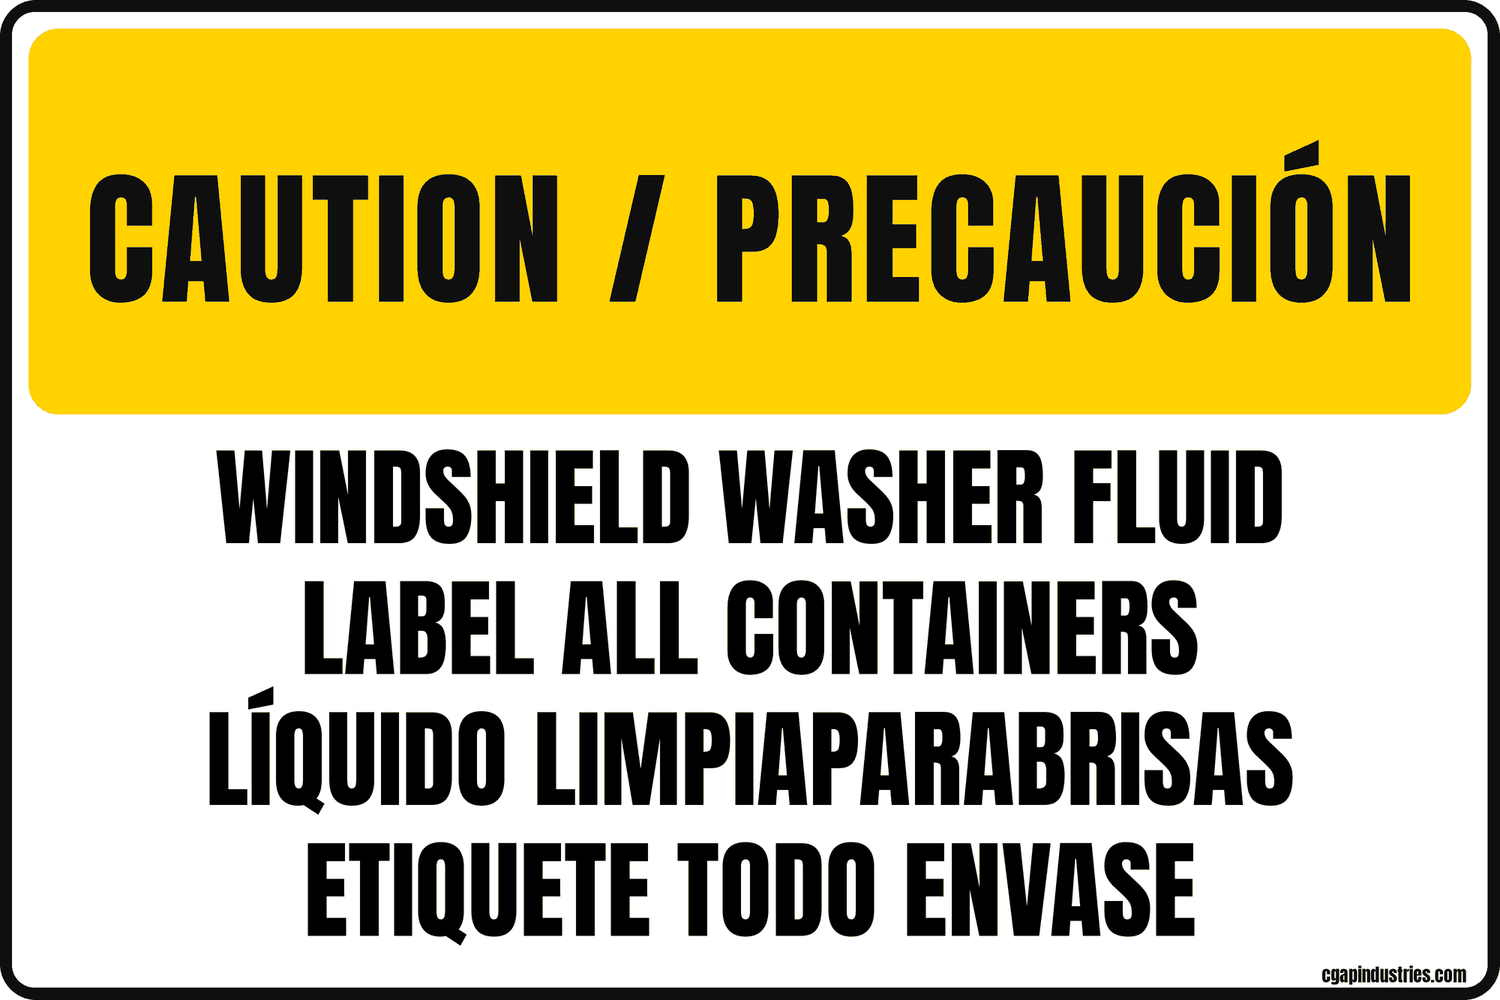 CAUTION / PRECAUCIÓN
WINDSHIELD WASHER FLUID
LABEL ALL CONTAINERS
LÍQUIDO LIMPIAPARABRISAS
ETIQUETE TODO ENVASE
cgapindustries.com